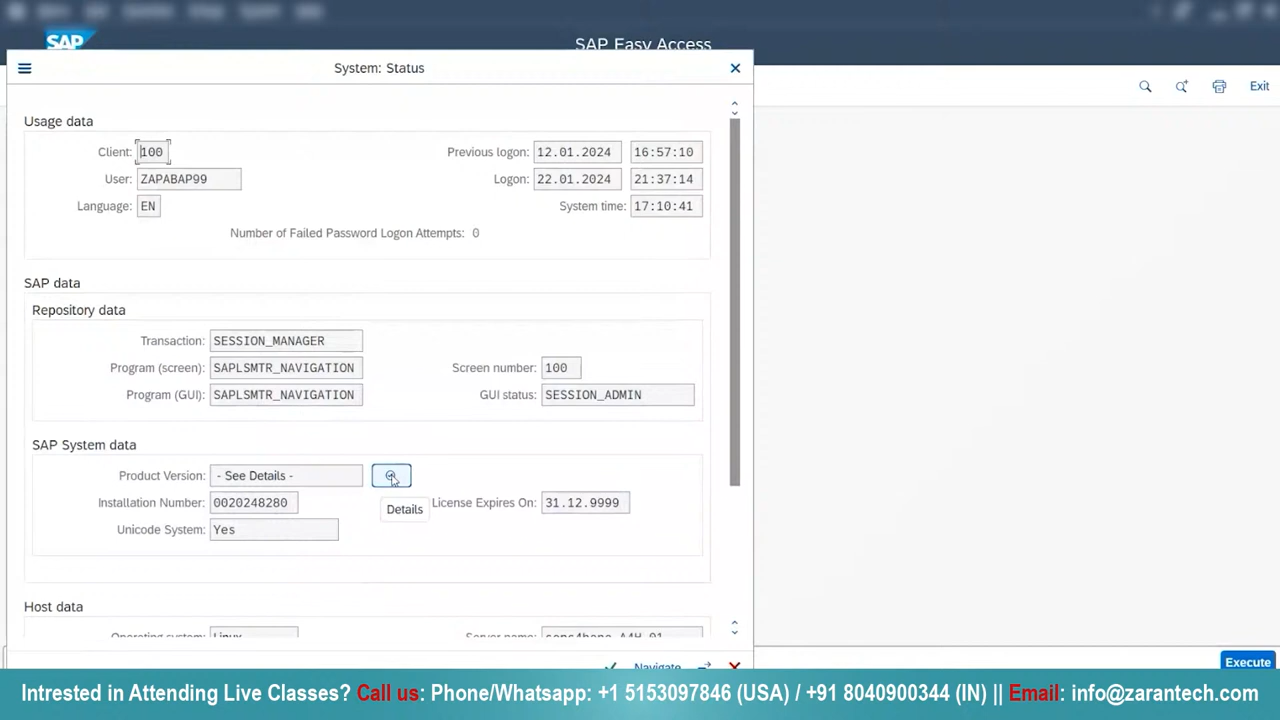 SAP
SAP Easy Access
System: Status
Exit
Usage data
Client: 100
Previous logon: 12.01.2024 16:57:10
User: ZAPABAP99
Logon: 22.01.2024 21:37:14
Language: EN
System time: 17:10:41
Number of Failed Password Logon Attempts: 0
SAP data
Repository data
Transaction: SESSION_MANAGER
Program (screen): SAPLSMTR_NAVIGATION
Screen number: 100
Program (GUI): SAPLSMTR_NAVIGATION
GUI status: SESSION_ADMIN
SAP System data
Product Version: - See Details -
Installation Number: 0020248280
Details
License Expires On: 31.12.9999
Unicode System: Yes
Host data
Operating system: Linux
Server name:
Navigate
Execute
Intrested in Attending Live Classes? Call us: Phone/Whatsapp: +1 5153097846 (USA) / +91 8040900344 (IN) || Email: info@zarantech.com